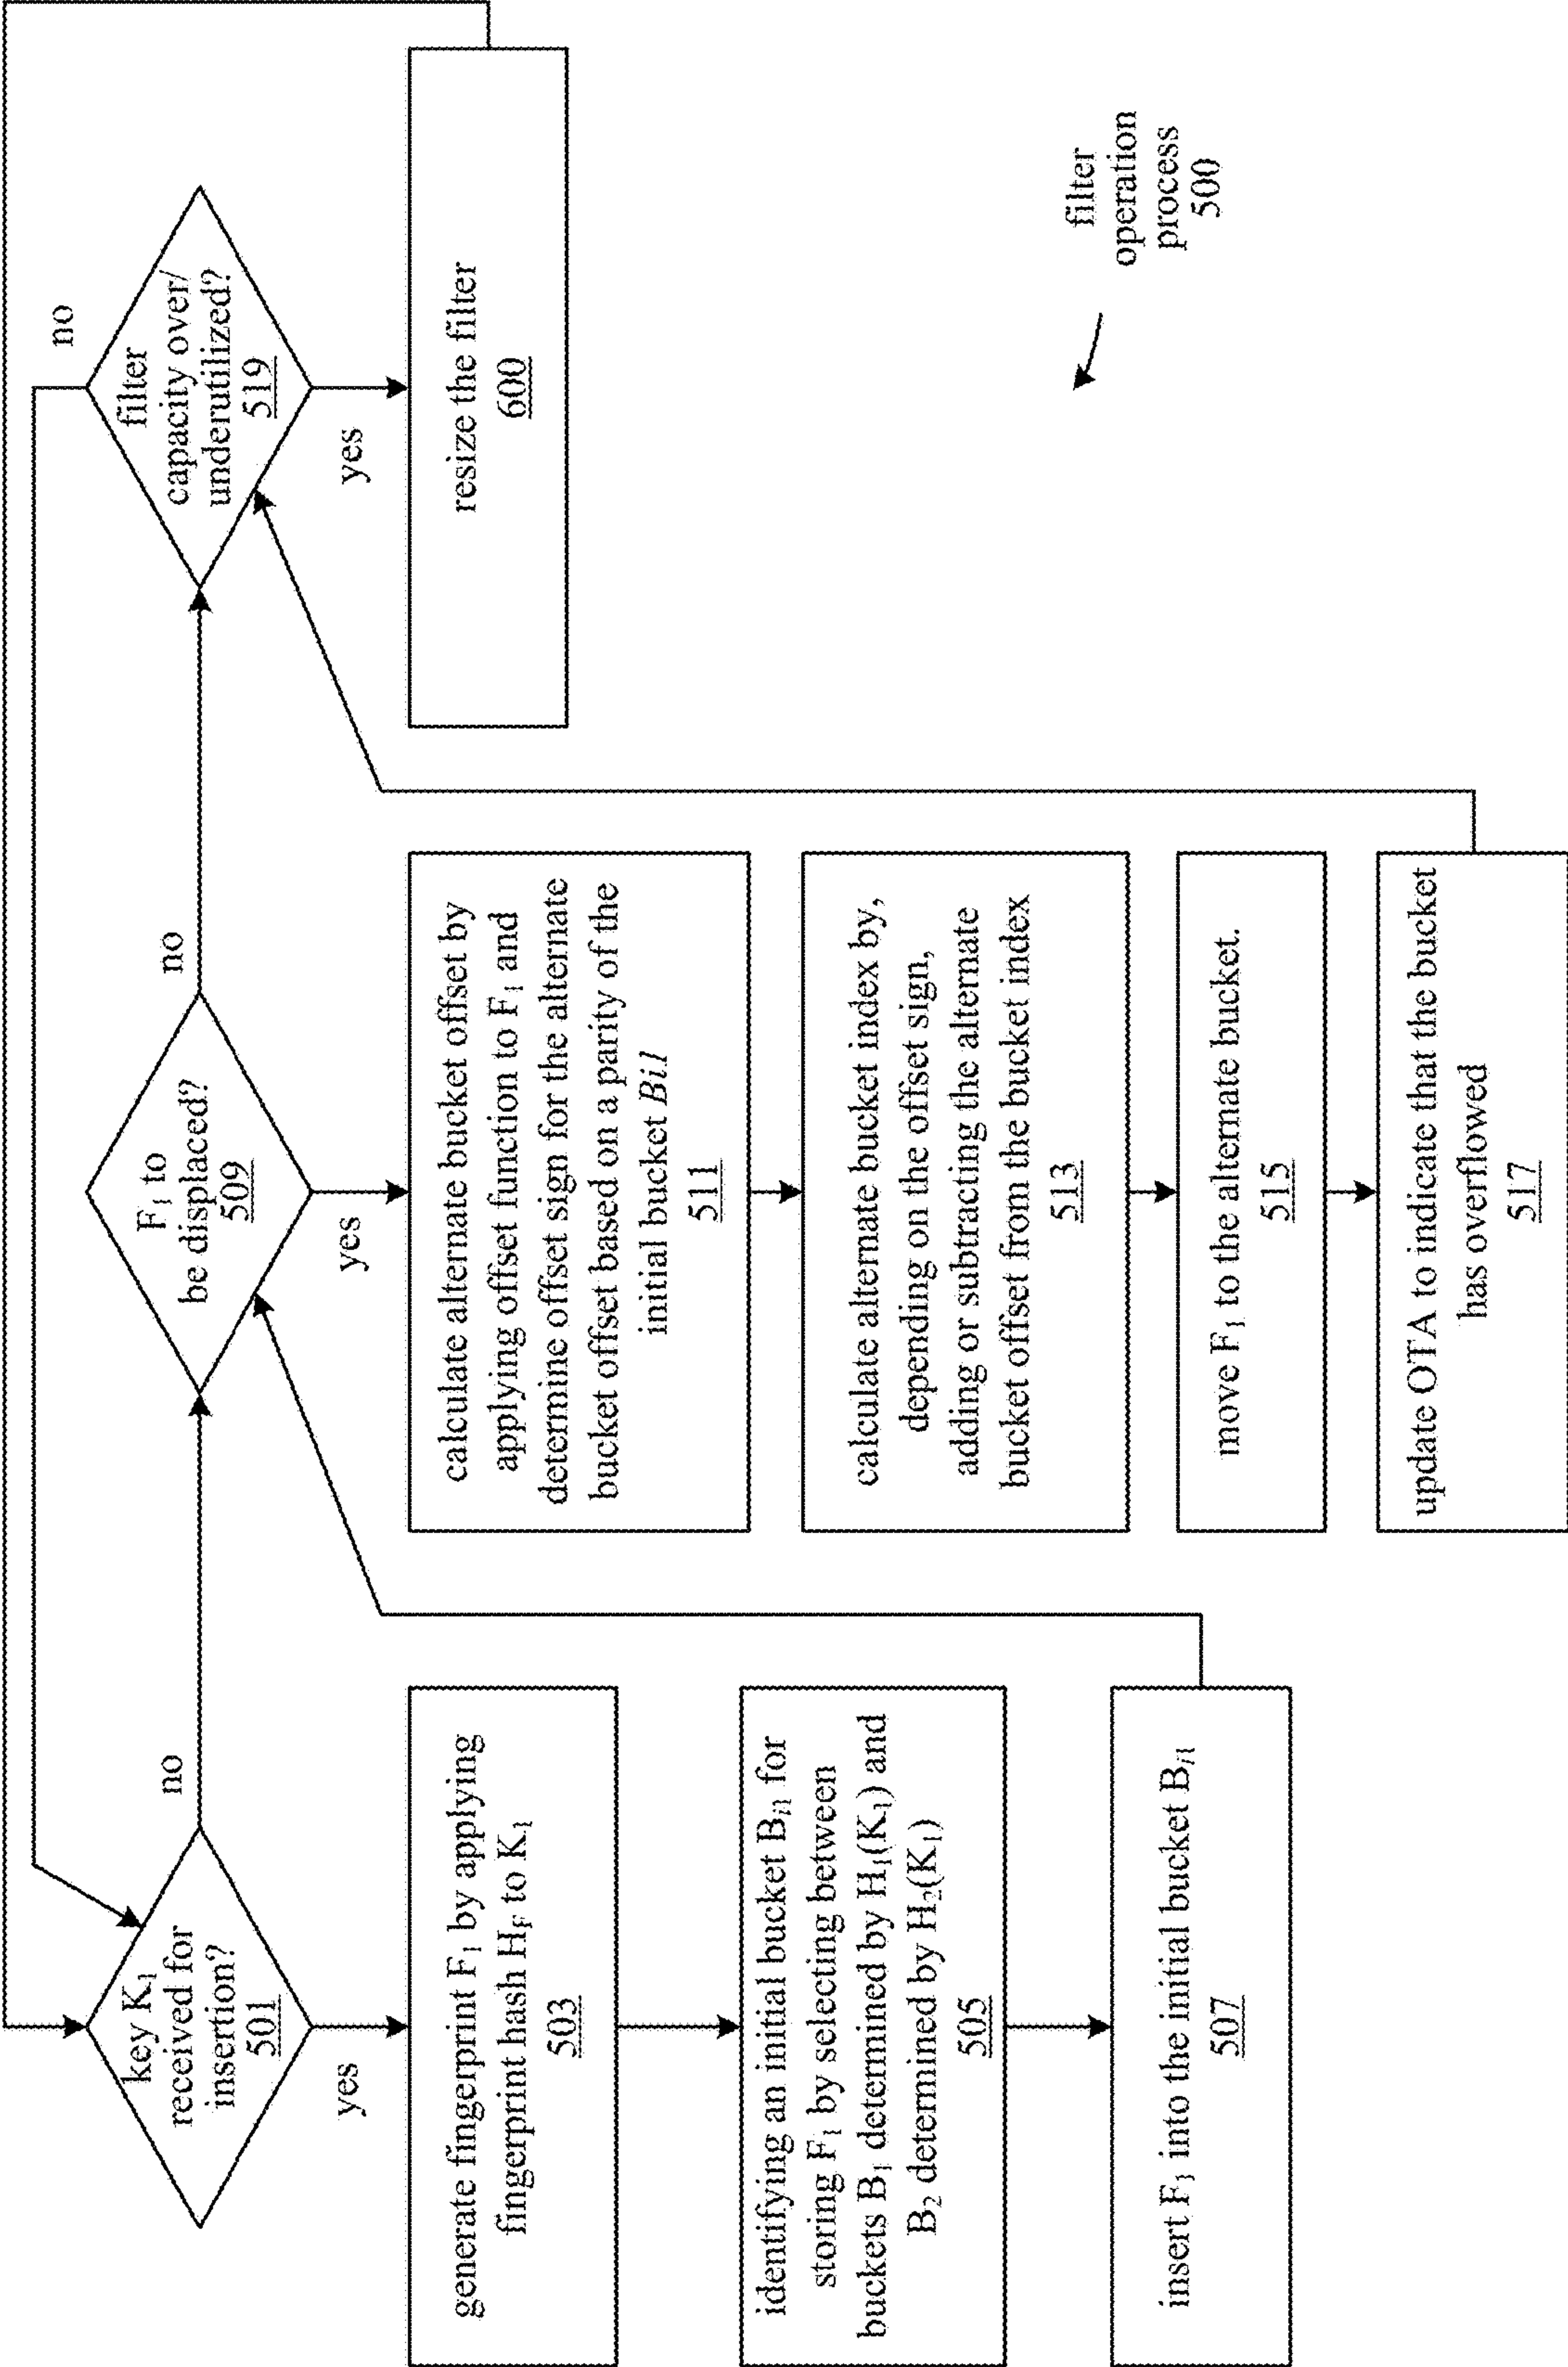 key K₁
received for
insertion?
501
no
yes
generate fingerprint F₁ by applying
fingerprint hash H_F to K₁
503
identifying an initial bucket B_i1 for
storing F₁ by selecting between
buckets B₁ determined by H₁(K₁) and
B₂ determined by H₂(K₁)
505
insert F₁ into the initial bucket B_i1
507
F₁ to
be displaced?
509
no
yes
calculate alternate bucket offset by
applying offset function to F₁ and
determine offset sign for the alternate
bucket offset based on a parity of the
initial bucket Bi1
511
calculate alternate bucket index by,
depending on the offset sign,
adding or subtracting the alternate
bucket offset from the bucket index
513
move F₁ to the alternate bucket.
515
update OTA to indicate that the bucket
has overflowed
517
filter
capacity over/
underutilized?
519
no
yes
resize the filter
600
filter
operation
process
500